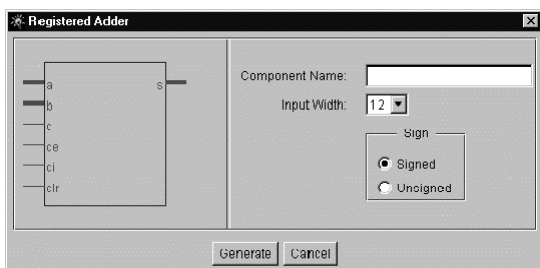 Registered Adder
a
s
b
c
ce
ci
clr
Component Name:
Input Width:
12
Sign
Signed
Unsigned
Generate
Cancel